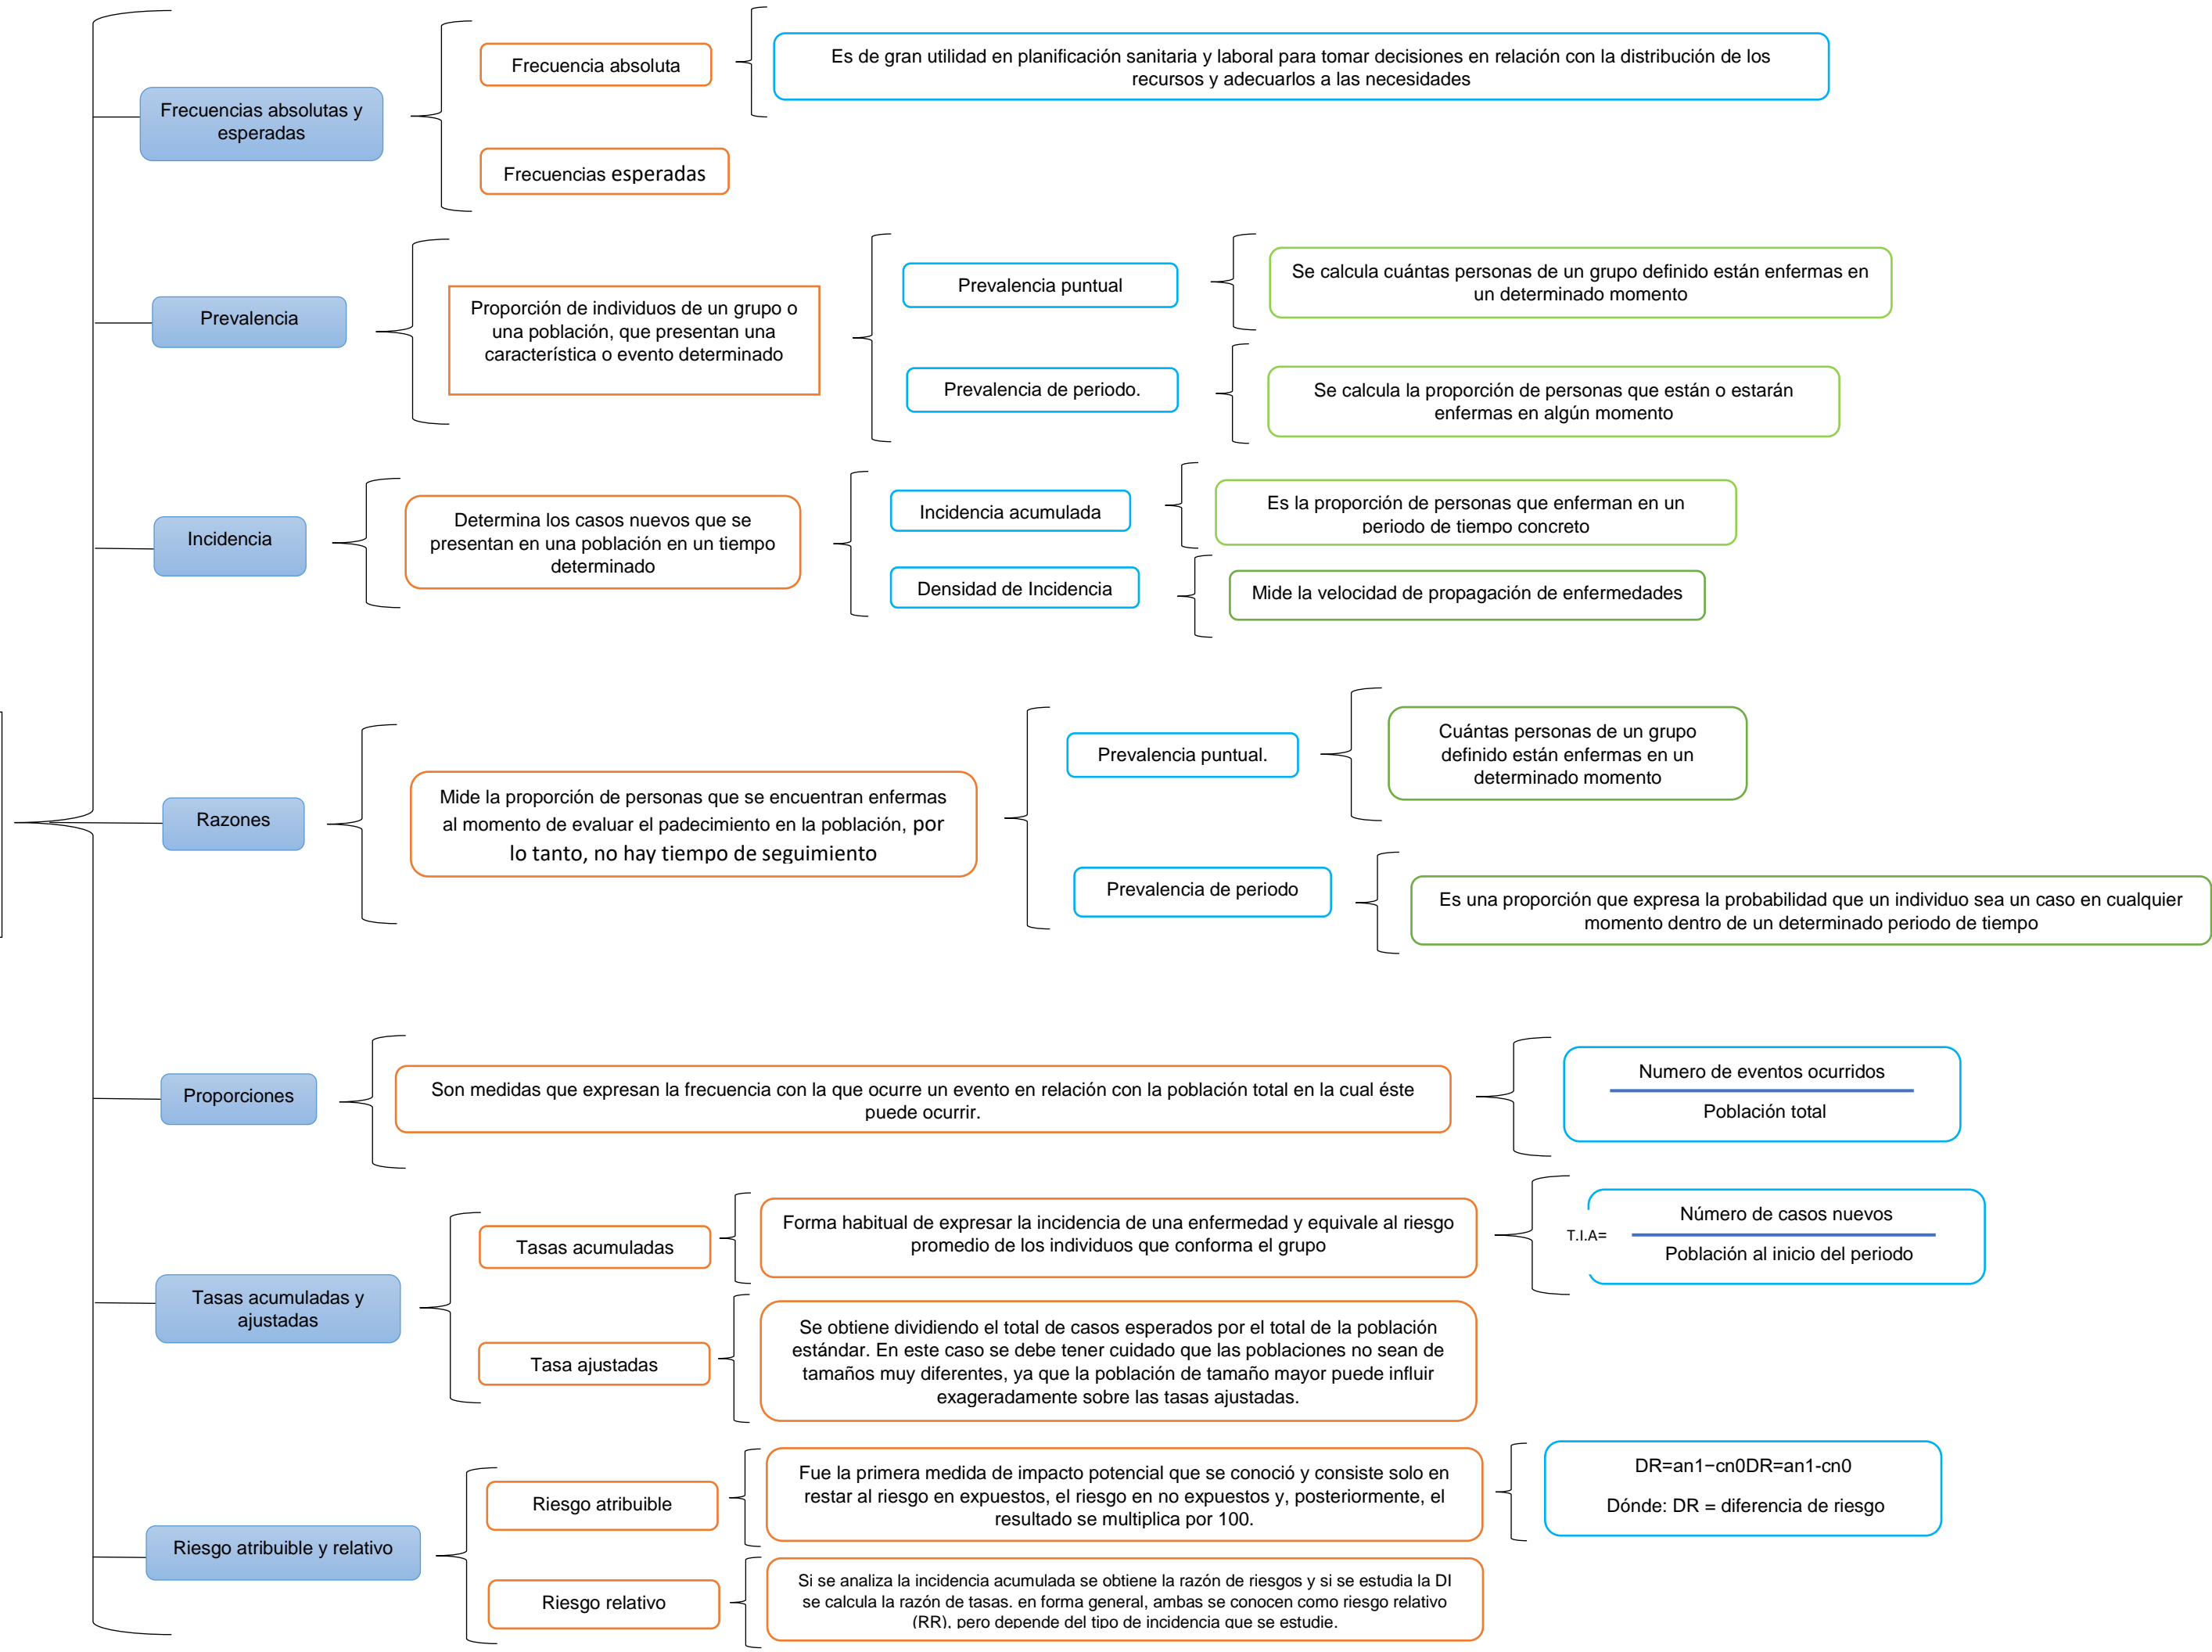 Frecuencias absolutas y
esperadas
Frecuencia absoluta
Es de gran utilidad en planificación sanitaria y laboral para tomar decisiones en relación con la distribución de los
recursos y adecuarlos a las necesidades
Frecuencias esperadas
Prevalencia
Proporción de individuos de un grupo o
una población, que presentan una
característica o evento determinado
Prevalencia puntual
Se calcula cuántas personas de un grupo definido están enfermas en
un determinado momento
Prevalencia de periodo.
Se calcula la proporción de personas que están o estarán
enfermas en algún momento
Incidencia
Determina los casos nuevos que se
presentan en una población en un tiempo
determinado
Incidencia acumulada
Es la proporción de personas que enferman en un
periodo de tiempo concreto
Densidad de Incidencia
Mide la velocidad de propagación de enfermedades
Razones
Mide la proporción de personas que se encuentran enfermas
al momento de evaluar el padecimiento en la población, por
lo tanto, no hay tiempo de seguimiento
Prevalencia puntual.
Cuántas personas de un grupo
definido están enfermas en un
determinado momento
Prevalencia de periodo
Es una proporción que expresa la probabilidad que un individuo sea un caso en cualquier
momento dentro de un determinado periodo de tiempo
Proporciones
Son medidas que expresan la frecuencia con la que ocurre un evento en relación con la población total en la cual éste
puede ocurrir.
Numero de eventos ocurridos
Población total
Tasas acumuladas y
ajustadas
Tasas acumuladas
Forma habitual de expresar la incidencia de una enfermedad y equivale al riesgo
promedio de los individuos que conforma el grupo
T.I.A=
Número de casos nuevos
Población al inicio del periodo
Tasa ajustadas
Se obtiene dividiendo el total de casos esperados por el total de la población
estándar. En este caso se debe tener cuidado que las poblaciones no sean de
tamaños muy diferentes, ya que la población de tamaño mayor puede influir
exageradamente sobre las tasas ajustadas.
Riesgo atribuible y relativo
Riesgo atribuible
Fue la primera medida de impacto potencial que se conoció y consiste solo en
restar al riesgo en expuestos, el riesgo en no expuestos y, posteriormente, el
resultado se multiplica por 100.
DR=an1−cn0DR=an1-cn0
Dónde: DR = diferencia de riesgo
Riesgo relativo
Si se analiza la incidencia acumulada se obtiene la razón de riesgos y si se estudia la DI
se calcula la razón de tasas. en forma general, ambas se conocen como riesgo relativo
(RR), pero depende del tipo de incidencia que se estudie.